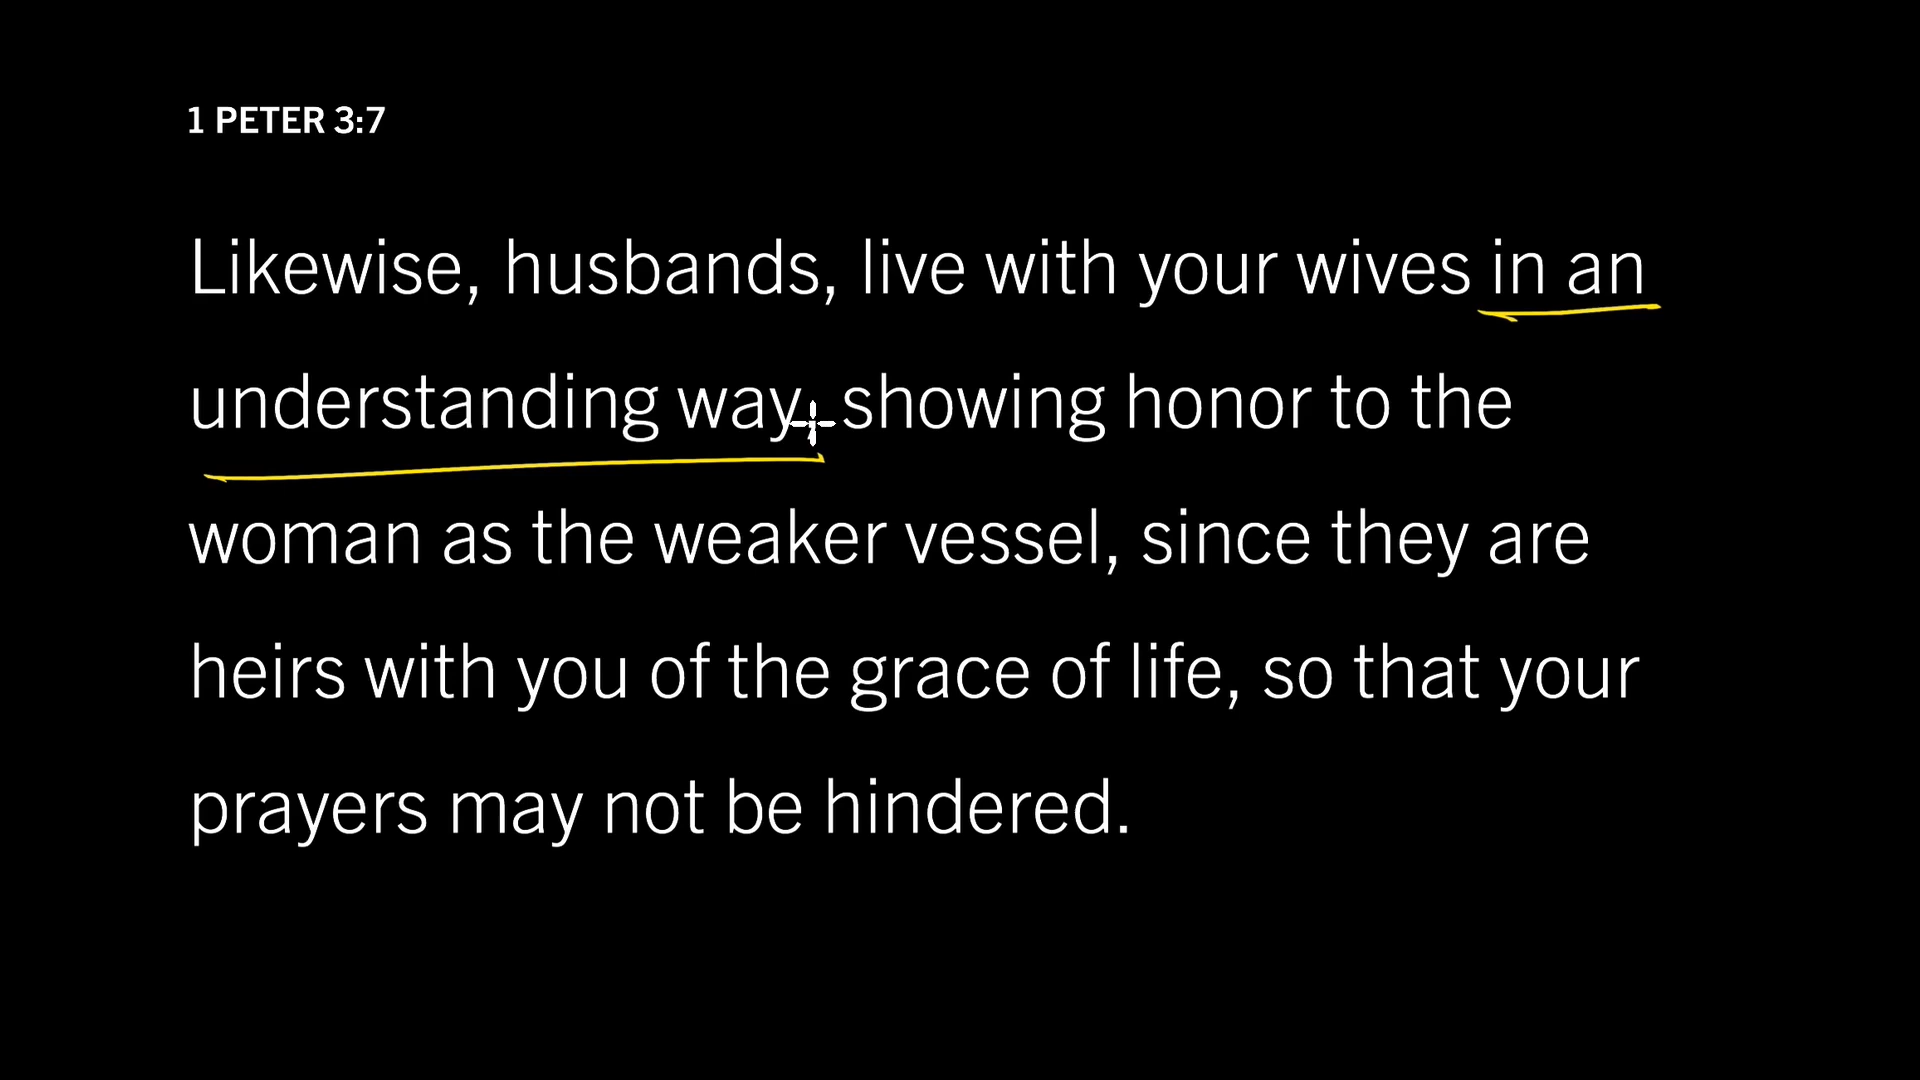 1 PETER 3:7
Likewise, husbands, live with your wives in an
understanding way, showing honor to the
woman as the weaker vessel, since they are
heirs with you of the grace of life, so that your
prayers may not be hindered.